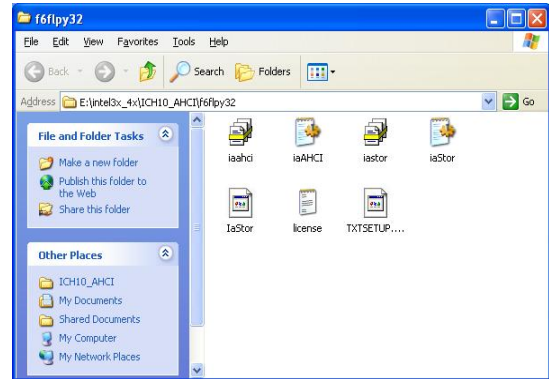 f6flpy32
File Edit View Favorites Tools Help
Back Search Folders
Address E:\intel3x_4x\ICH10_AHCI\f6flpy32 Go
File and Folder Tasks
Make a new folder
Publish this folder to
the Web
Share this folder
Other Places
ICH10_AHCI
My Documents
Shared Documents
My Computer
My Network Places
iaahci iaAHCI iastor iaStor
IaStor license TXTSETUP....